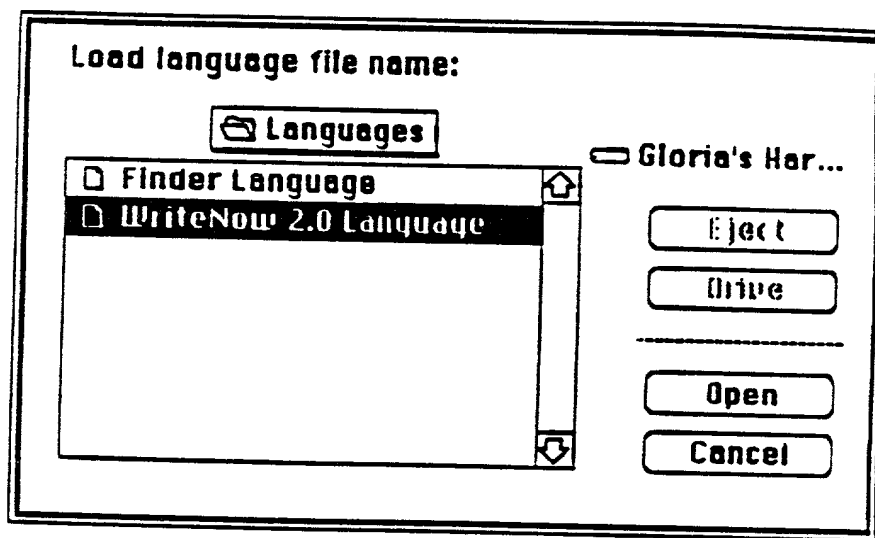 Load language file name:
Languages
Gloria's Har...
Finder Language
WriteNow 2.0 Language
Eject
Drive
Open
Cancel